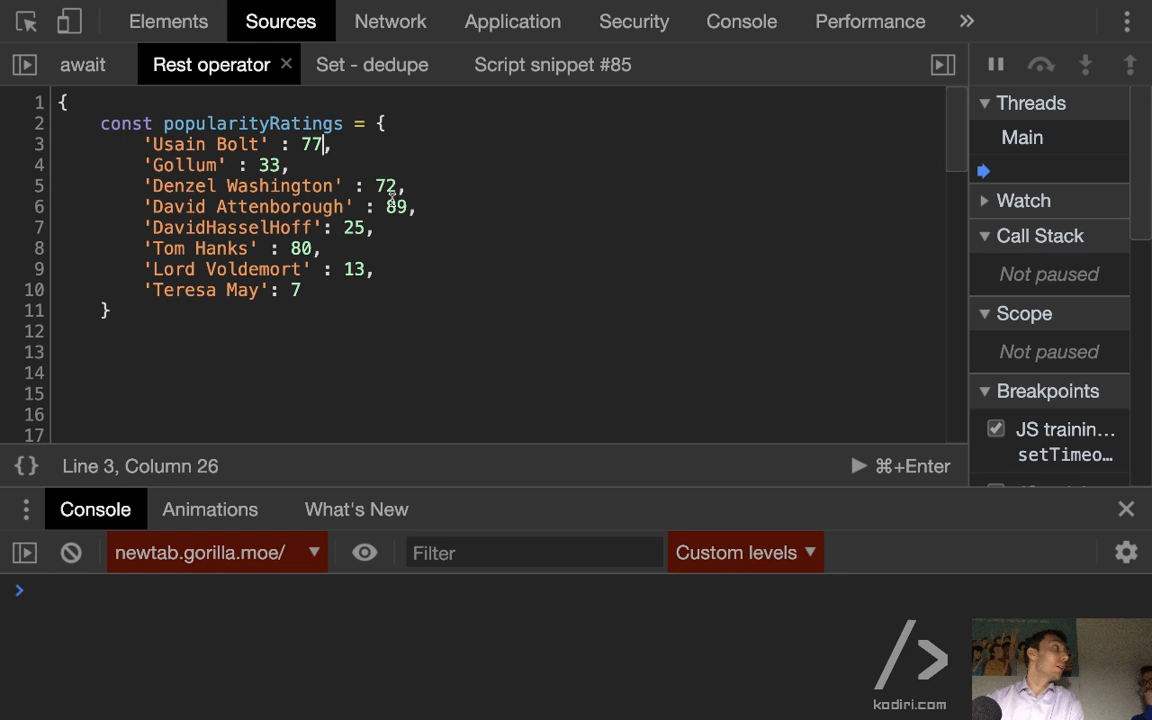 Elements Sources Network Application Security Console Performance »
await Rest operator × Set - dedupe Script snippet #85
1 {
2 const popularityRatings = {
3 'Usain Bolt' : 77,
4 'Gollum' : 33,
5 'Denzel Washington' : 72,
6 'David Attenborough' : 89,
7 'DavidHasselHoff': 25,
8 'Tom Hanks' : 80,
9 'Lord Voldemort' : 13,
10 'Teresa May': 7
11 }
12
13
14
15
16
17
Threads
Main
Watch
Call Stack
Not paused
Scope
Not paused
Breakpoints
JS trainin...
setTimeo...
{} Line 3, Column 26 ⌘+Enter
Console Animations What's New
newtab.gorilla.moe/ Filter Custom levels
>
/>
kodiri.com